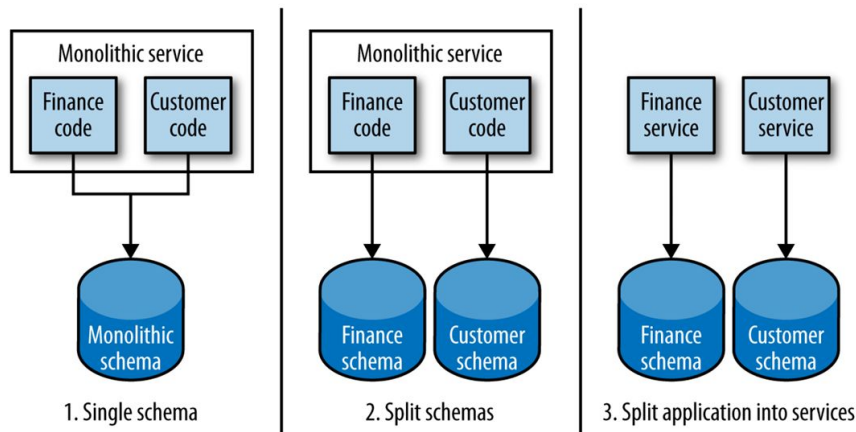 Monolithic service
Finance
code
Customer
code
Monolithic
schema
1. Single schema
Monolithic service
Finance
code
Customer
code
Finance
schema
Customer
schema
2. Split schemas
Finance
service
Customer
service
Finance
schema
Customer
schema
3. Split application into services